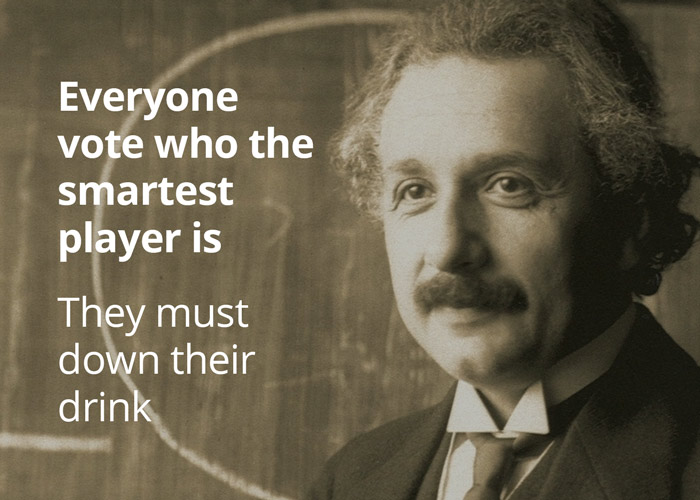 Everyone
vote who the
smartest
player is
They must
down their
drink